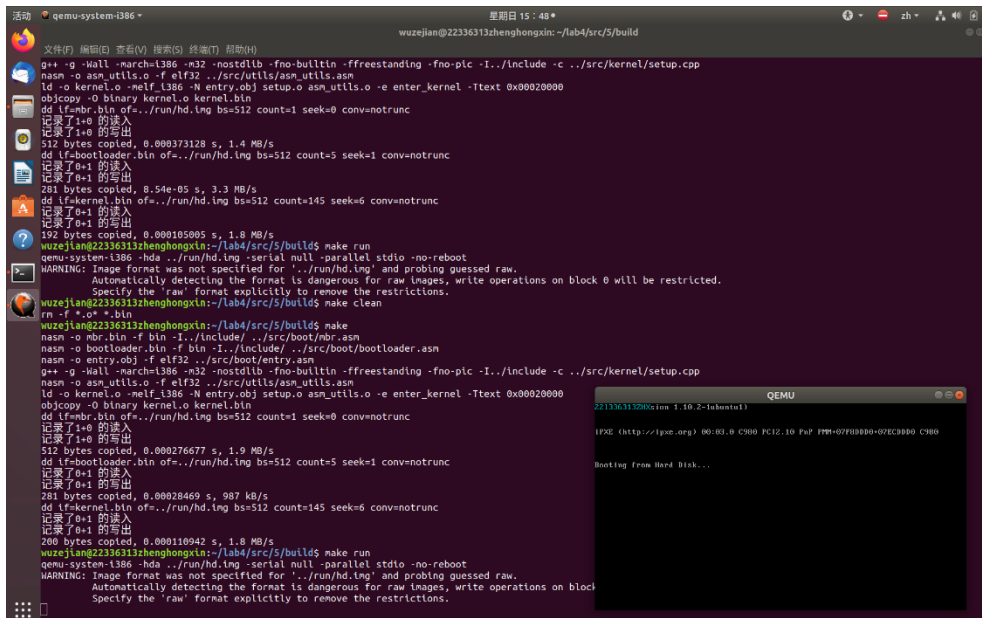 活动 qemu-system-i386 星期日 15：48 zh
wuzejian@22336313zhenghongxin: ~/lab4/src/5/build
文件(F) 编辑(E) 查看(V) 搜索(S) 终端(T) 帮助(H)
g++ -g -Wall -march=i386 -m32 -nostdlib -fno-builtin -ffreestanding -fno-pic -I../include -c ../src/kernel/setup.cpp
nasm -o asm_utils.o -f elf32 ../src/utils/asm_utils.asm
ld -o kernel.o -melf_i386 -N entry.obj setup.o asm_utils.o -e enter_kernel -Ttext 0x00020000
objcopy -O binary kernel.o kernel.bin
dd if=mbr.bin of=../run/hd.img bs=512 count=1 seek=0 conv=notrunc
记录了1+0 的读入
记录了1+0 的写出
512 bytes copied, 0.000373128 s, 1.4 MB/s
dd if=bootloader.bin of=../run/hd.img bs=512 count=5 seek=1 conv=notrunc
记录了0+1 的读入
记录了0+1 的写出
281 bytes copied, 8.54e-05 s, 3.3 MB/s
dd if=kernel.bin of=../run/hd.img bs=512 count=145 seek=6 conv=notrunc
记录了0+1 的读入
记录了0+1 的写出
192 bytes copied, 0.000105005 s, 1.8 MB/s
wuzejian@22336313zhenghongxin:~/lab4/src/5/build$ make run
qemu-system-i386 -hda ../run/hd.img -serial null -parallel stdio -no-reboot
WARNING: Image format was not specified for '../run/hd.img' and probing guessed raw.
Automatically detecting the format is dangerous for raw images, write operations on block 0 will be restricted.
Specify the 'raw' format explicitly to remove the restrictions.
wuzejian@22336313zhenghongxin:~/lab4/src/5/build$ make clean
rm -f *.o* *.bin
wuzejian@22336313zhenghongxin:~/lab4/src/5/build$ make
nasm -o mbr.bin -f bin -I../include/ ../src/boot/mbr.asm
nasm -o bootloader.bin -f bin -I../include/ ../src/boot/bootloader.asm
nasm -o entry.obj -f elf32 ../src/boot/entry.asm
g++ -g -Wall -march=i386 -m32 -nostdlib -fno-builtin -ffreestanding -fno-pic -I../include -c ../src/kernel/setup.cpp
nasm -o asm_utils.o -f elf32 ../src/utils/asm_utils.asm
ld -o kernel.o -melf_i386 -N entry.obj setup.o asm_utils.o -e enter_kernel -Ttext 0x00020000
objcopy -O binary kernel.o kernel.bin
dd if=mbr.bin of=../run/hd.img bs=512 count=1 seek=0 conv=notrunc
记录了1+0 的读入
记录了1+0 的写出
512 bytes copied, 0.000276677 s, 1.9 MB/s
dd if=bootloader.bin of=../run/hd.img bs=512 count=5 seek=1 conv=notrunc
记录了0+1 的读入
记录了0+1 的写出
281 bytes copied, 0.00028469 s, 987 kB/s
dd if=kernel.bin of=../run/hd.img bs=512 count=145 seek=6 conv=notrunc
记录了0+1 的读入
记录了0+1 的写出
200 bytes copied, 0.000110942 s, 1.8 MB/s
wuzejian@22336313zhenghongxin:~/lab4/src/5/build$ make run
qemu-system-i386 -hda ../run/hd.img -serial null -parallel stdio -no-reboot
WARNING: Image format was not specified for '../run/hd.img' and probing guessed raw.
Automatically detecting the format is dangerous for raw images, write operations on block
Specify the 'raw' format explicitly to remove the restrictions.
QEMU
1.10.2-1ubuntu1)
iPXE (http://ipxe.org) 00:03.0 C980 PCI2.10 PnP PMM+07F8DDD0+07ECDDD0 C980
Booting from Hard Disk...